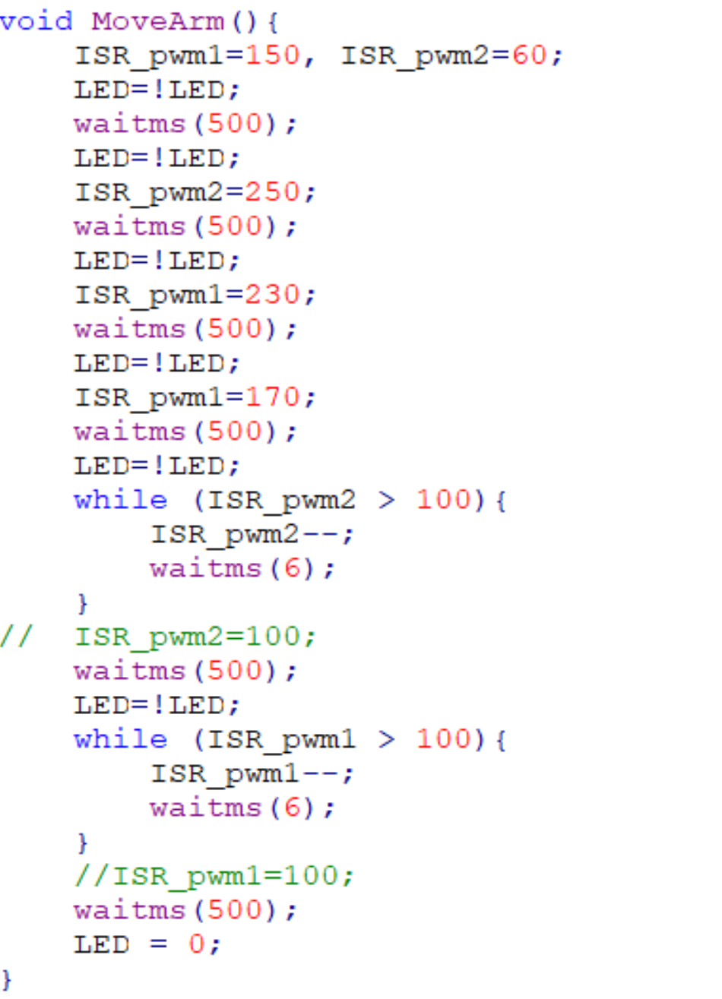 void MoveArm(){
ISR_pwm1=150, ISR_pwm2=60;
LED=!LED;
waitms(500);
LED=!LED;
ISR_pwm2=250;
waitms(500);
LED=!LED;
ISR_pwm1=230;
waitms(500);
LED=!LED;
ISR_pwm1=170;
waitms(500);
LED=!LED;
while (ISR_pwm2 > 100){
ISR_pwm2--;
waitms(6);
}
// ISR_pwm2=100;
waitms(500);
LED=!LED;
while (ISR_pwm1 > 100){
ISR_pwm1--;
waitms(6);
}
//ISR_pwm1=100;
waitms(500);
LED = 0;
}